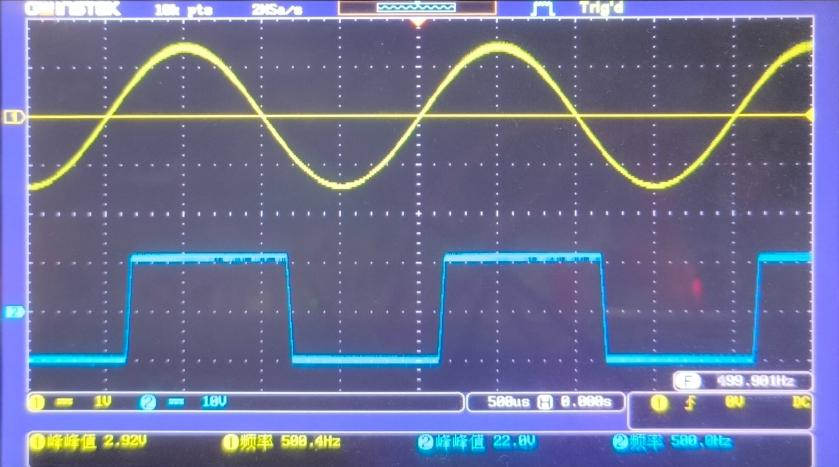 GWINSTEK 10k pts 2MSa/s Trig'd
1
2
F 499.901Hz
1 1V 2 10V 500us H 0.000s 1 0V DC
1峰峰值 2.92V 1频率 500.4Hz 2峰峰值 22.0V 2频率 500.0Hz